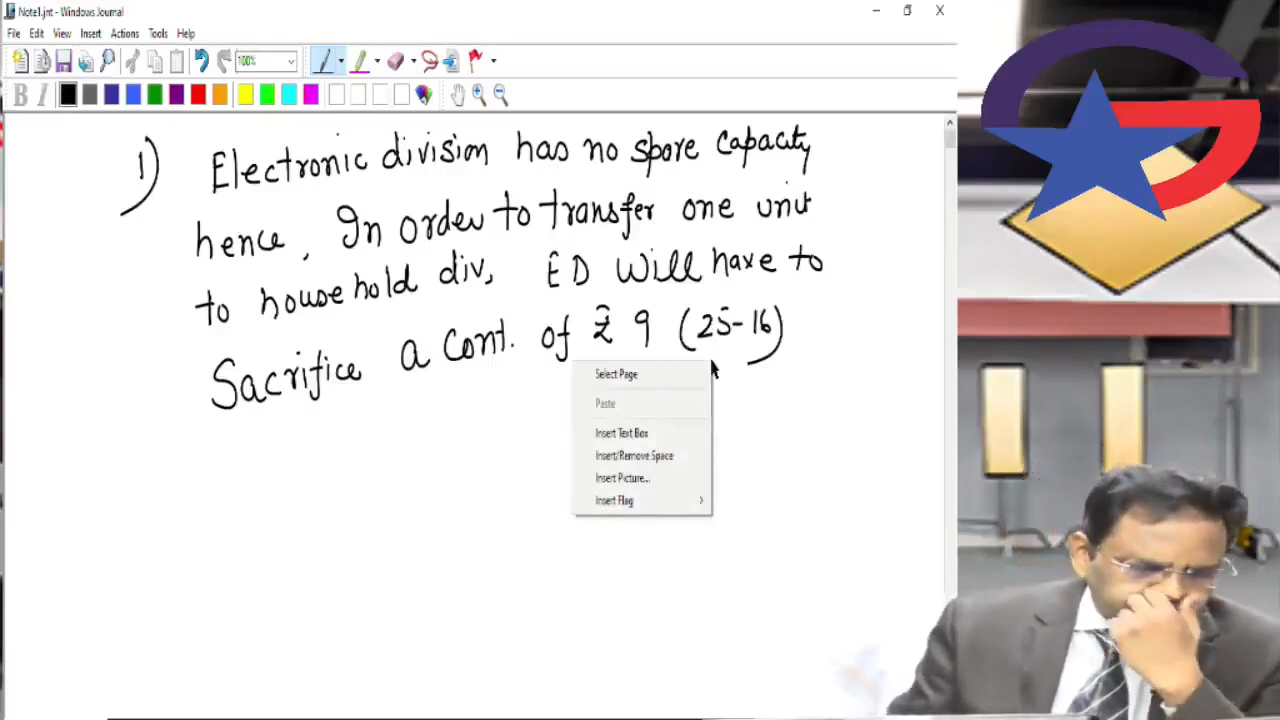 Note1.jnt - Windows Journal
File Edit View Insert Actions Tools Help
100%
B I
1) Electronic division has no spare capacity
hence, In order to transfer one unit
to household div, ED will have to
Sacrifice a Cont. of ₹ 9 (25-16)
Select Page
Paste
Insert Text Box
Insert/Remove Space
Insert Picture...
Insert Flag